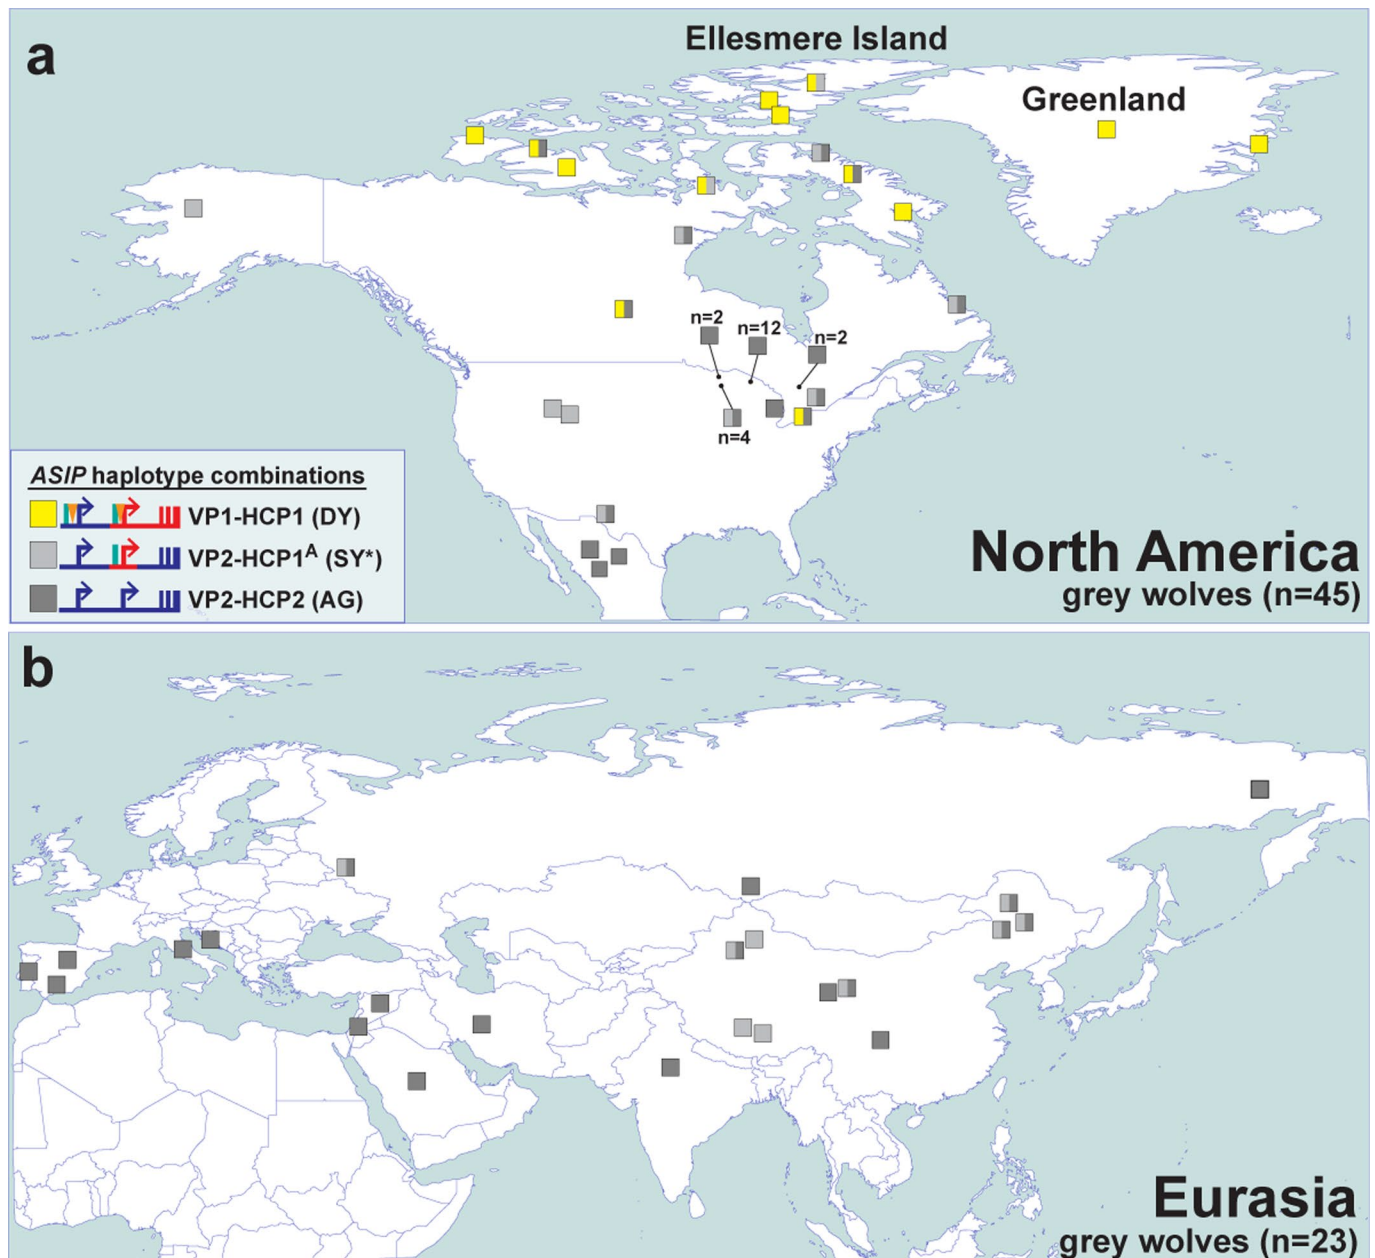 a
Ellesmere Island
Greenland
n=2
n=12
n=2
n=4
ASIP haplotype combinations
VP1-HCP1 (DY)
VP2-HCP1A (SY*)
VP2-HCP2 (AG)
North America
grey wolves (n=45)
b
Eurasia
grey wolves (n=23)